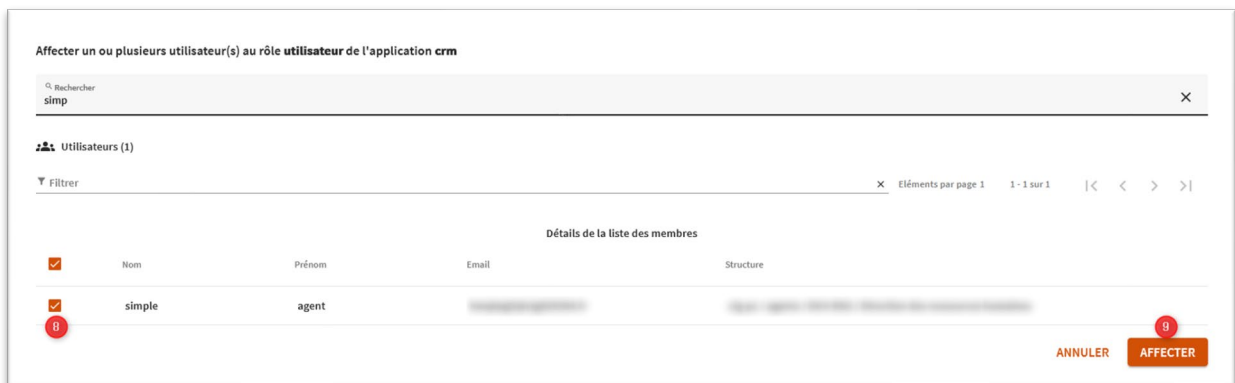 Affecter un ou plusieurs utilisateur(s) au rôle utilisateur de l'application crm
Rechercher
simp
Utilisateurs (1)
Filtrer
Eléments par page 1 1 - 1 sur 1
Détails de la liste des membres
Nom Prénom Email Structure
simple agent
8
9
ANNULER AFFECTER